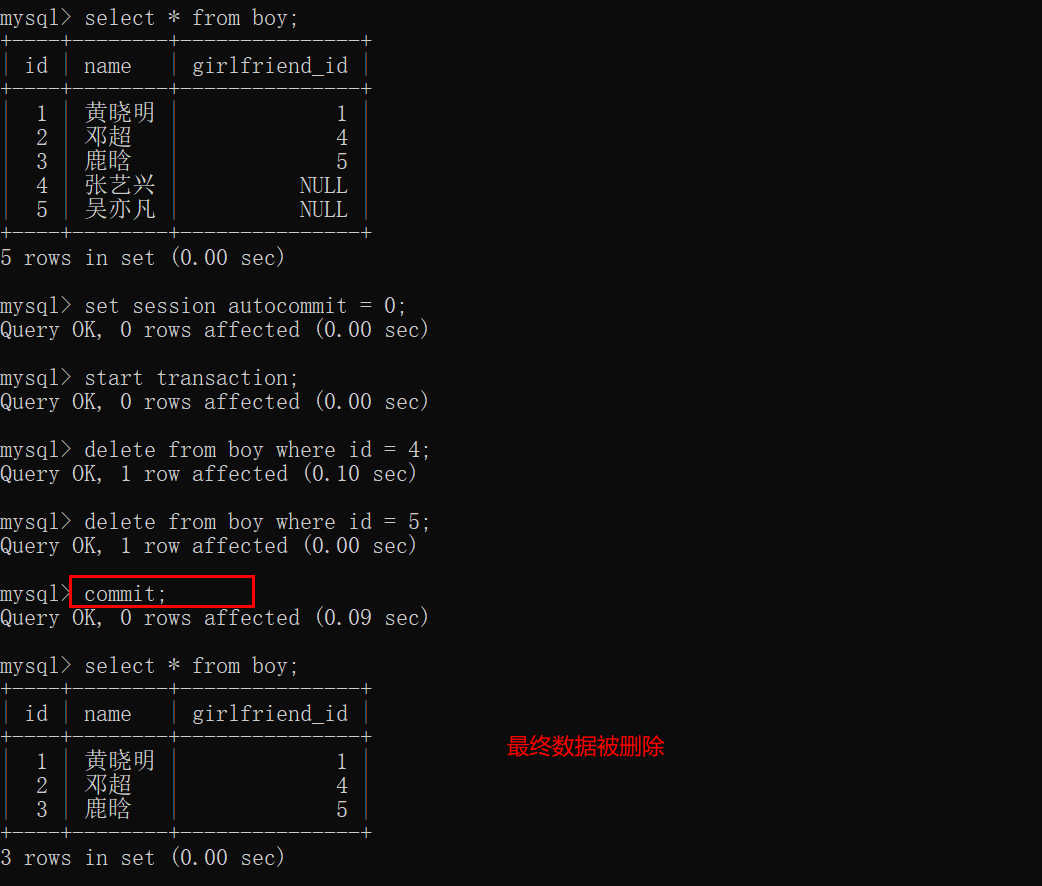 mysql> select * from boy;
+----+--------+---------------+
| id | name   | girlfriend_id |
+----+--------+---------------+
|  1 | 黄晓明 |             1 |
|  2 | 邓超   |             4 |
|  3 | 鹿晗   |             5 |
|  4 | 张艺兴 |          NULL |
|  5 | 吴亦凡 |          NULL |
+----+--------+---------------+
5 rows in set (0.00 sec)
mysql> set session autocommit = 0;
Query OK, 0 rows affected (0.00 sec)
mysql> start transaction;
Query OK, 0 rows affected (0.00 sec)
mysql> delete from boy where id = 4;
Query OK, 1 row affected (0.10 sec)
mysql> delete from boy where id = 5;
Query OK, 1 row affected (0.00 sec)
mysql> commit;
Query OK, 0 rows affected (0.09 sec)
mysql> select * from boy;
+----+--------+---------------+
| id | name   | girlfriend_id |
+----+--------+---------------+
|  1 | 黄晓明 |             1 |
|  2 | 邓超   |             4 |
|  3 | 鹿晗   |             5 |
+----+--------+---------------+
3 rows in set (0.00 sec)
最终数据被删除